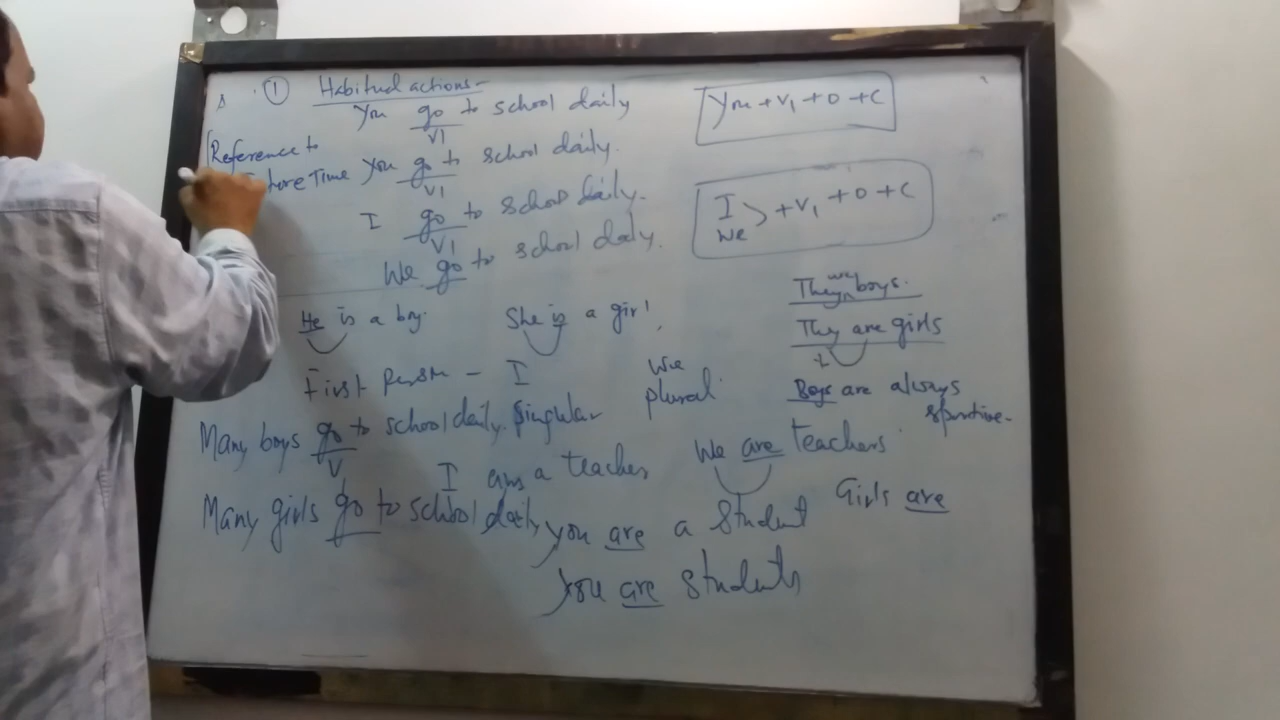 ① Habitual actions-
You go to school daily
V1
You + V1 + O + C
Reference to
Time You go to school daily.
V1
I go to school daily.
V1
We go to school daily.
I
We > + V1 + O + C
He is a boy.
She is a girl.
They are girls
First person - I
singular
We
plural
Boys are always
sportive.
Many boys go to school daily.
V
I am a teacher
We are teachers
Many girls go to school daily
You are a student
Girls are
You are students